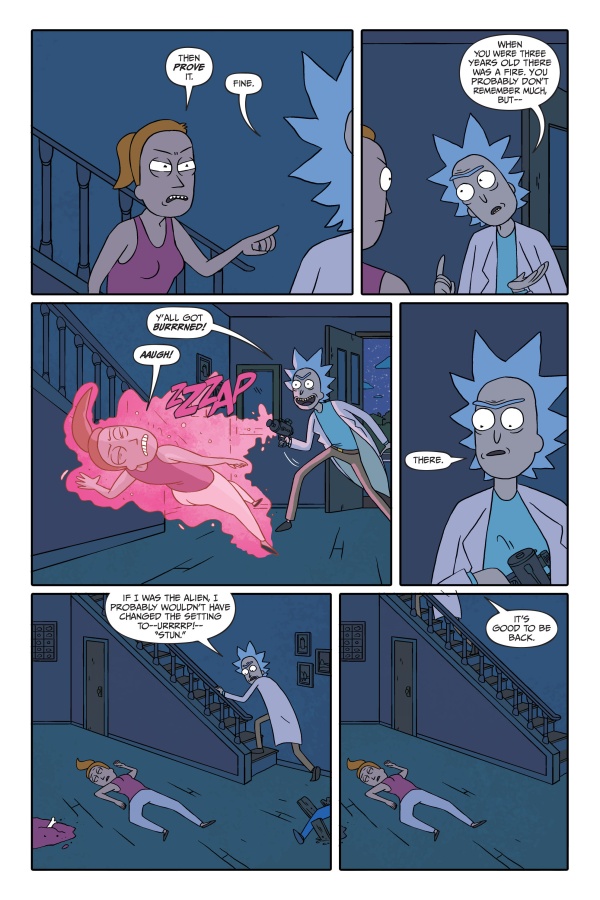 THEN
PROVE
IT.
FINE.
WHEN
YOU WERE THREE
YEARS OLD THERE
WAS A FIRE. YOU
PROBABLY DON'T
REMEMBER MUCH,
BUT--
Y'ALL GOT
BURRRNED!
AAUGH!
ZZZZAP
THERE.
IF I WAS THE ALIEN, I
PROBABLY WOULDN'T HAVE
CHANGED THE SETTING
TO--URRRRP!--
"STUN."
IT'S
GOOD TO BE
BACK.